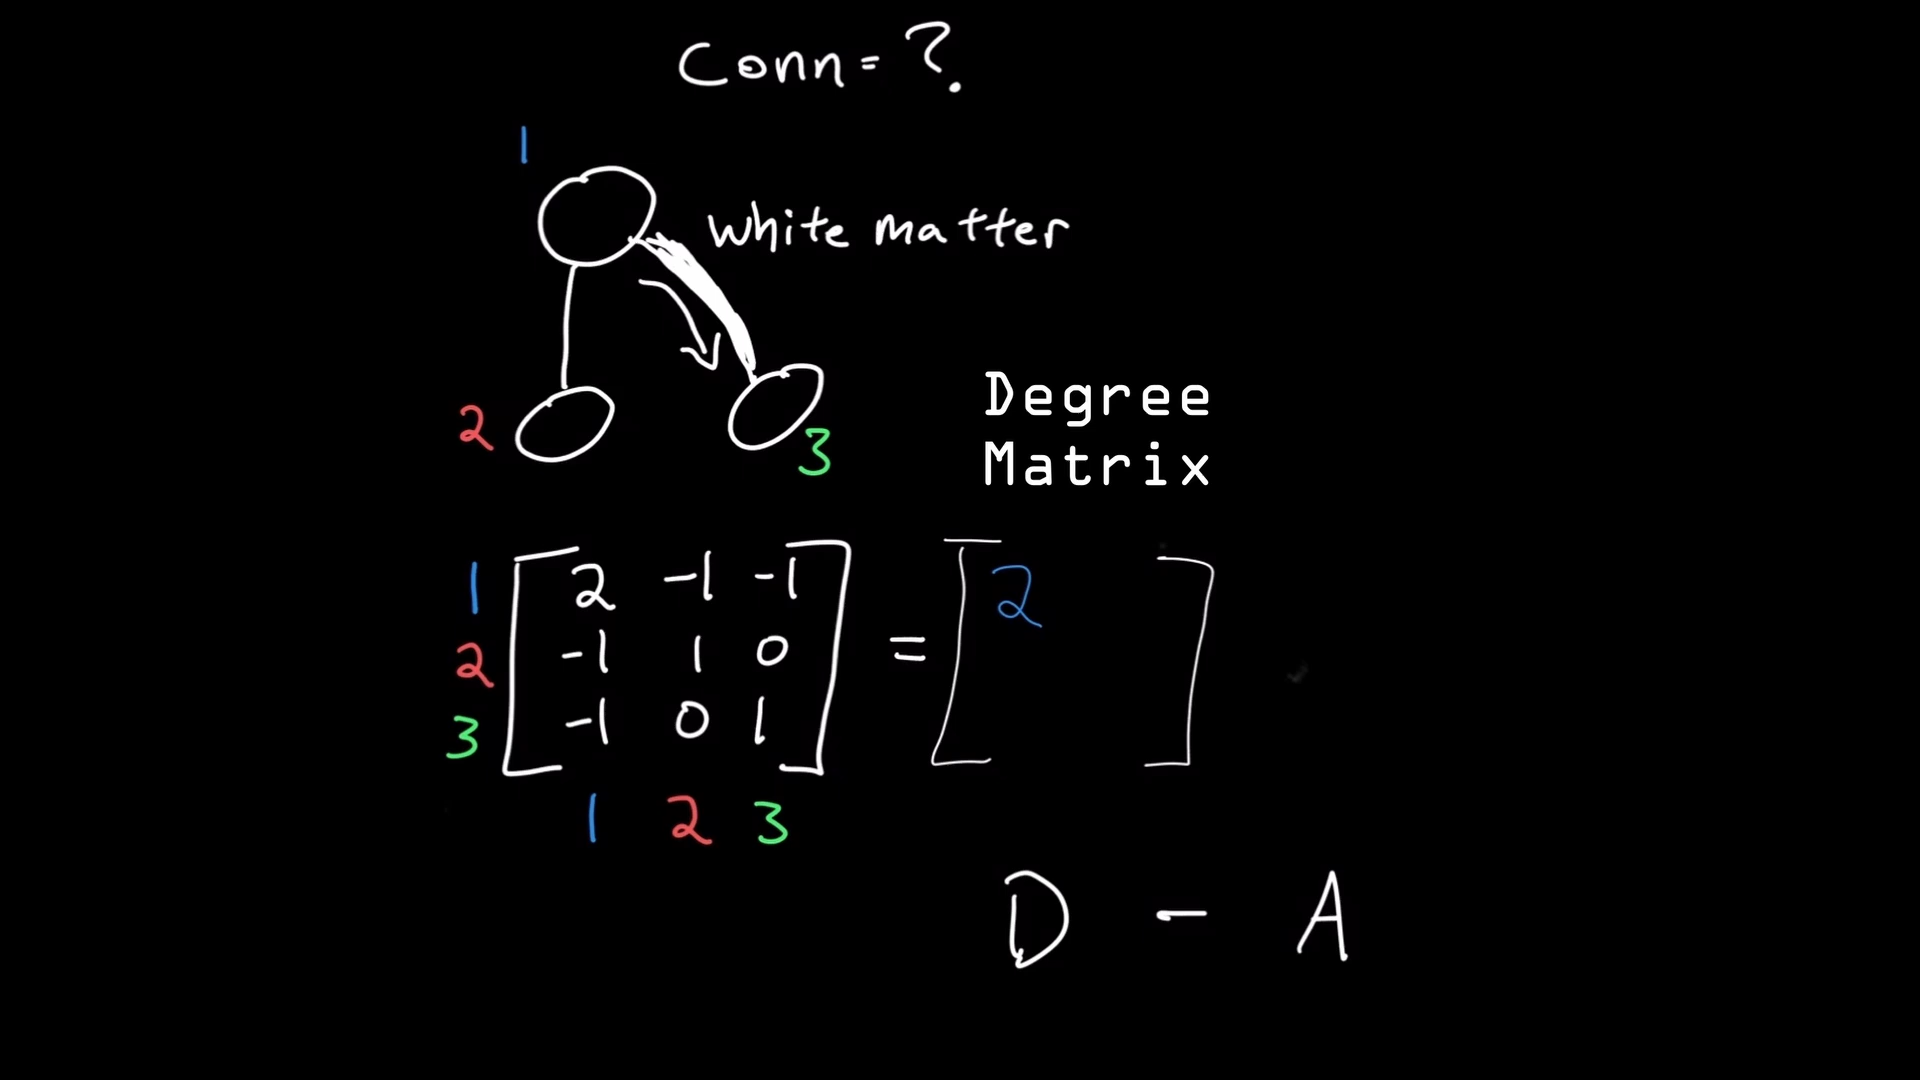 Conn = ?
1
White matter
2
3
Degree
Matrix
1 2 -1 -1 = 2
2 -1 1 0
3 -1 0 1
1 2 3
D - A